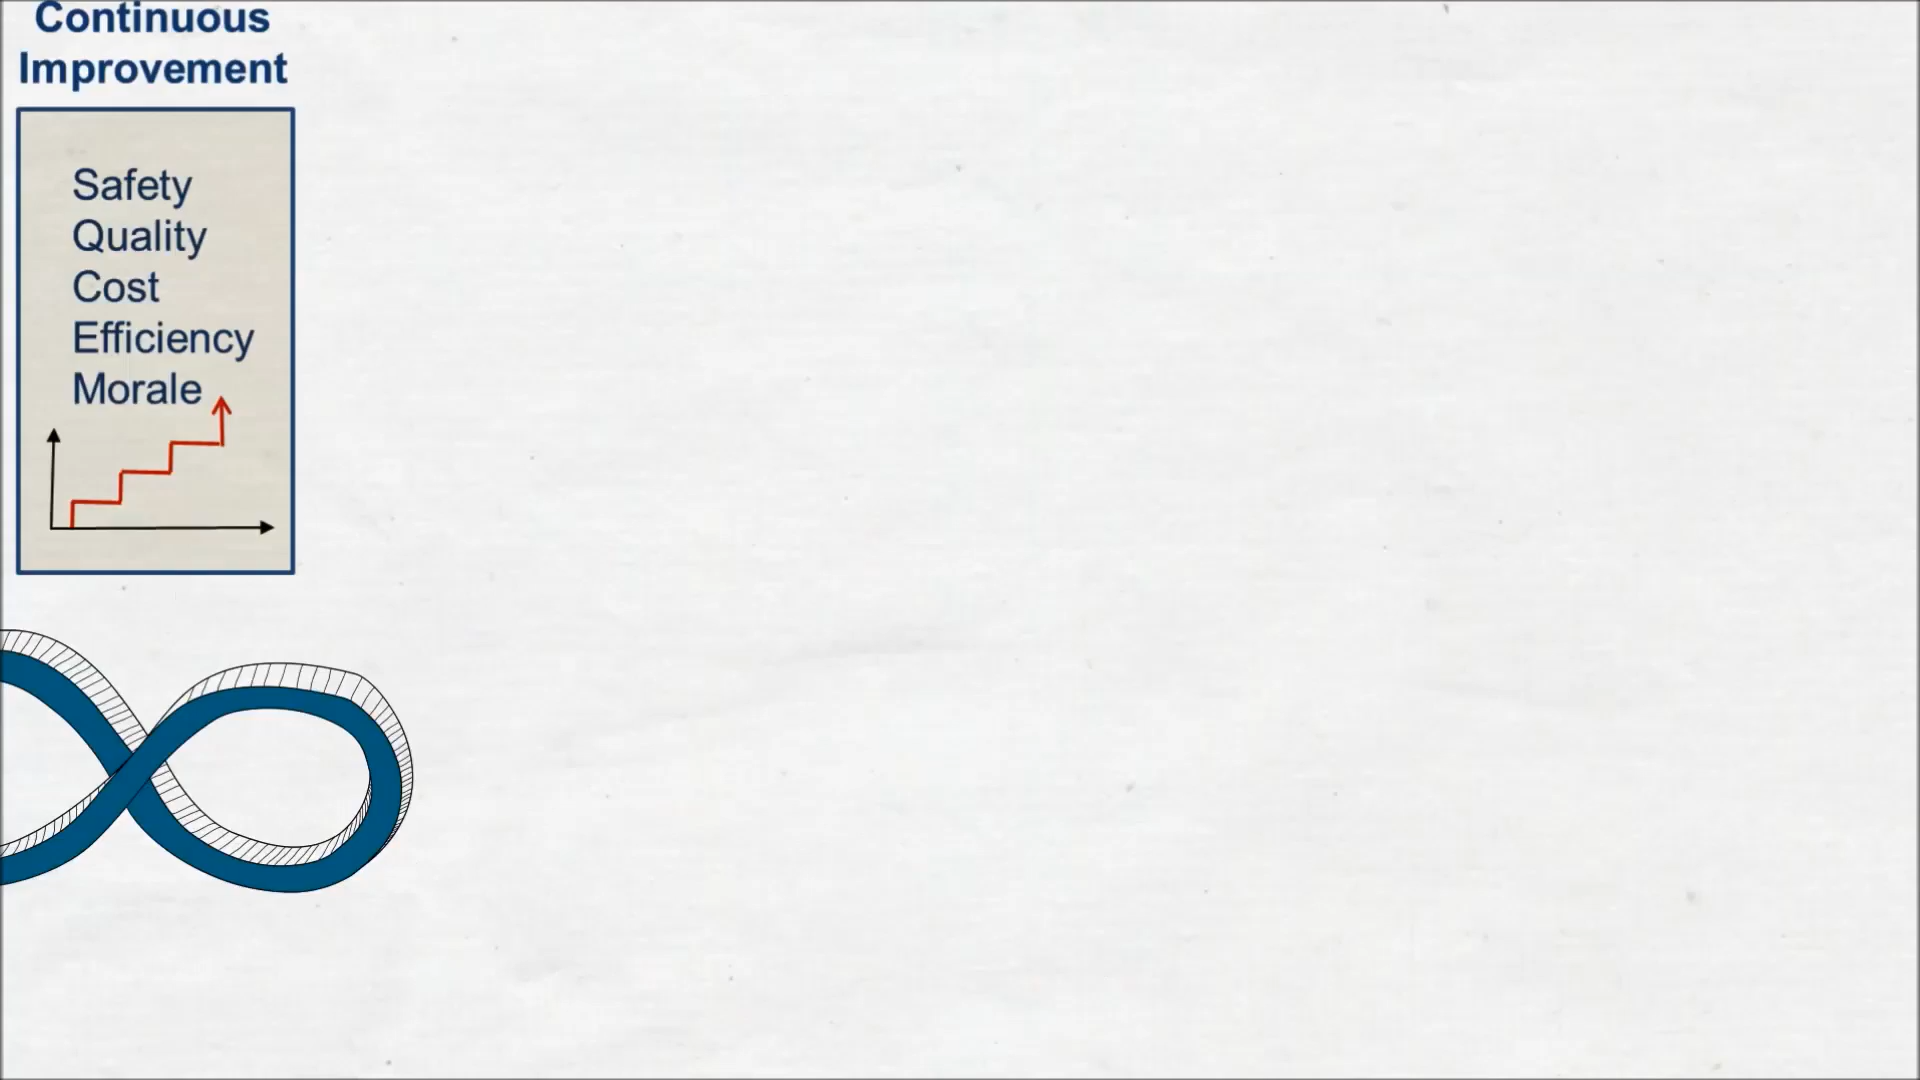 Continuous
Improvement
Safety
Quality
Cost
Efficiency
Morale